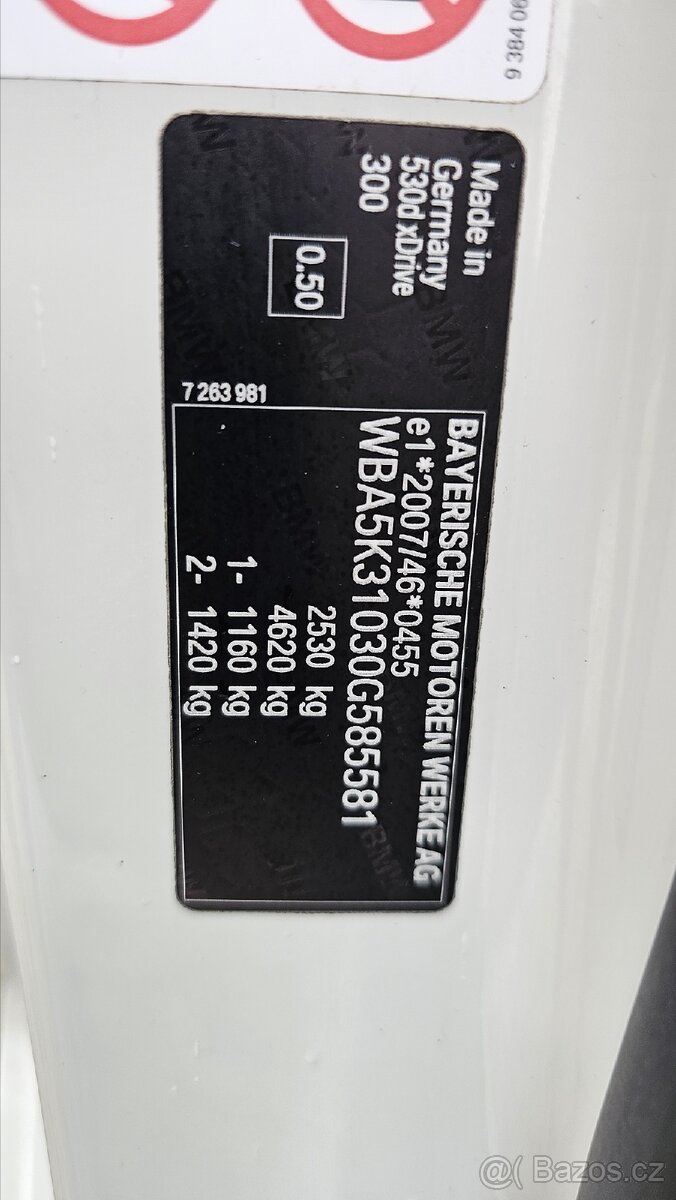 9 384 06
Made in
Germany
530d xDrive
300
0.50
7 263 981
BAYERISCHE MOTOREN WERKE AG
e1*2007/46*0455
WBA5K31030G585581
2530 kg
4620 kg
1- 1160 kg
2- 1420 kg
@( Bazos.cz